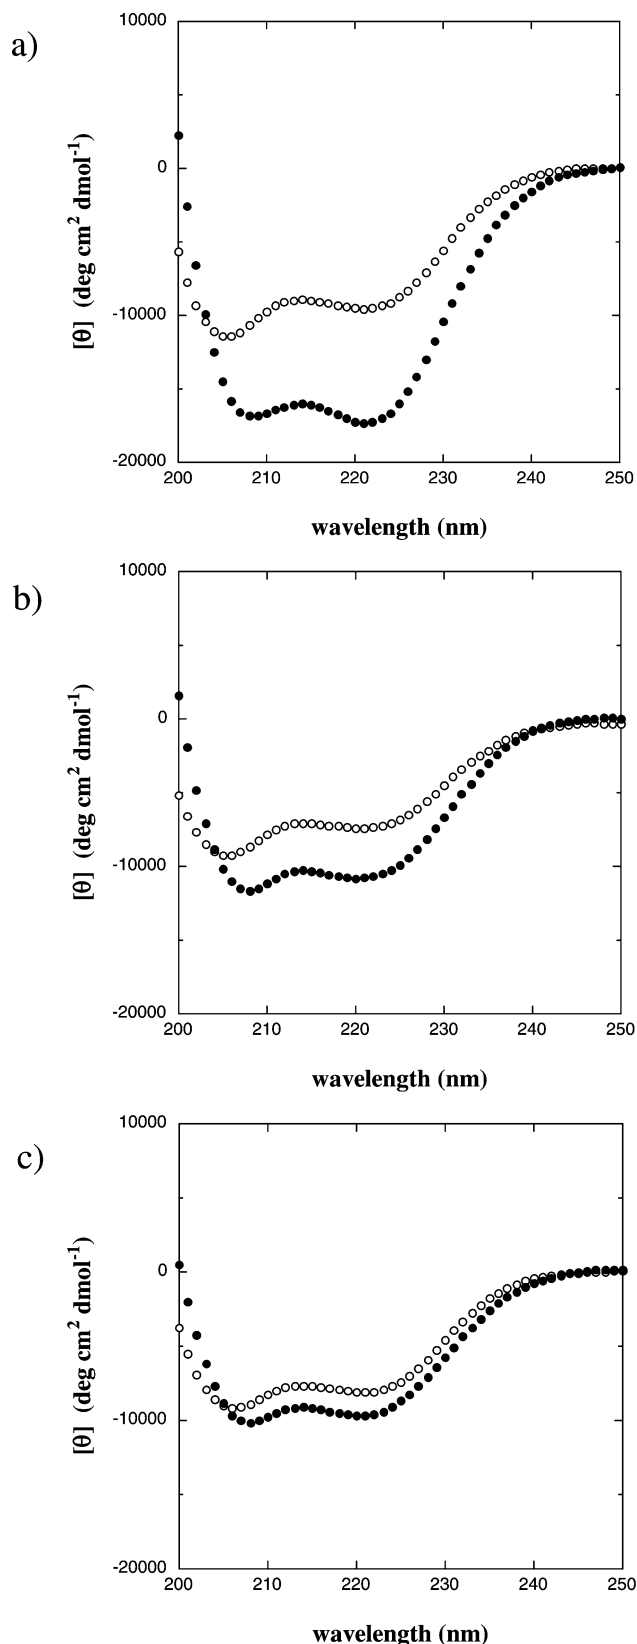 a)
10000
0
-10000
-20000
[θ] (deg cm² dmol⁻¹)
200 210 220 230 240 250
wavelength (nm)
b)
10000
0
-10000
-20000
[θ] (deg cm² dmol⁻¹)
200 210 220 230 240 250
wavelength (nm)
c)
10000
0
-10000
-20000
[θ] (deg cm² dmol⁻¹)
200 210 220 230 240 250
wavelength (nm)